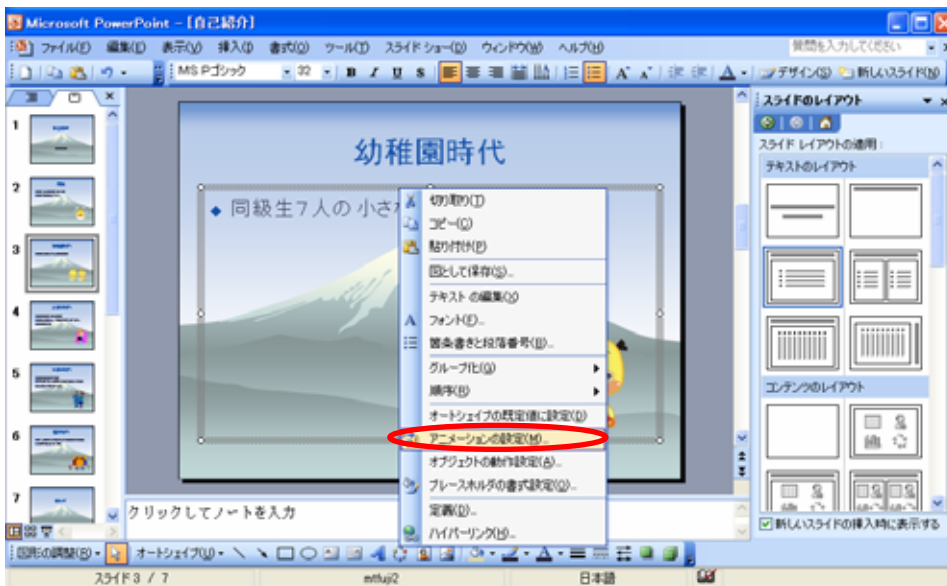 Microsoft PowerPoint - [自己紹介]
ファイル(F) 編集(E) 表示(V) 挿入(I) 書式(O) ツール(T) スライド ショー(D) ウィンドウ(W) ヘルプ(H) 質問を入力してください
MS Pゴシック 32 B I U S デザイン(S) 新しいスライド(N)
スライドのレイアウト
スライド レイアウトの適用:
テキストのレイアウト
コンテンツのレイアウト
新しいスライドの挿入時に表示する
1
2
3
4
5
6
7
幼稚園時代
同級生7人の小さ
切り取り(T)
コピー(C)
貼り付け(P)
図として保存(S)...
テキスト の編集(X)
フォント(F)...
箇条書きと段落番号(B)...
グループ化(G)
順序(R)
オートシェイプの既定値に設定(D)
アニメーションの設定(M)...
オブジェクトの動作設定(A)...
プレースホルダの書式設定(O)...
定義(D)...
ハイパーリンク(H)...
クリックしてノートを入力
図形の調整(R) オートシェイプ(U)
スライド 3 / 7 mtfuji2 日本語